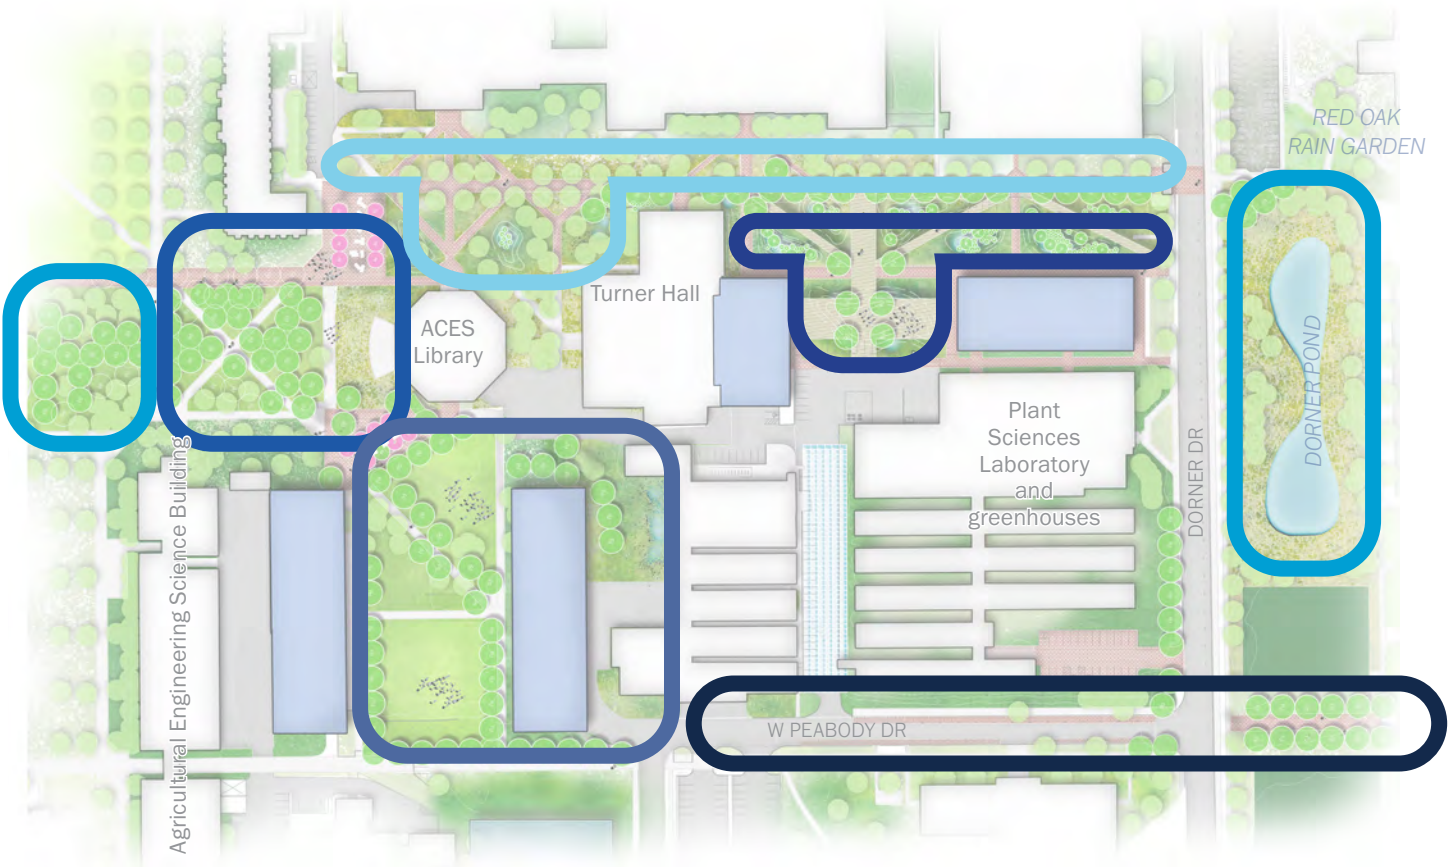 RED OAK
RAIN GARDEN
Turner Hall
ACES
Library
DORNER POND
Plant
Sciences
Laboratory
and
greenhouses
DORNER DR
Agricultural Engineering Science Building
W PEABODY DR